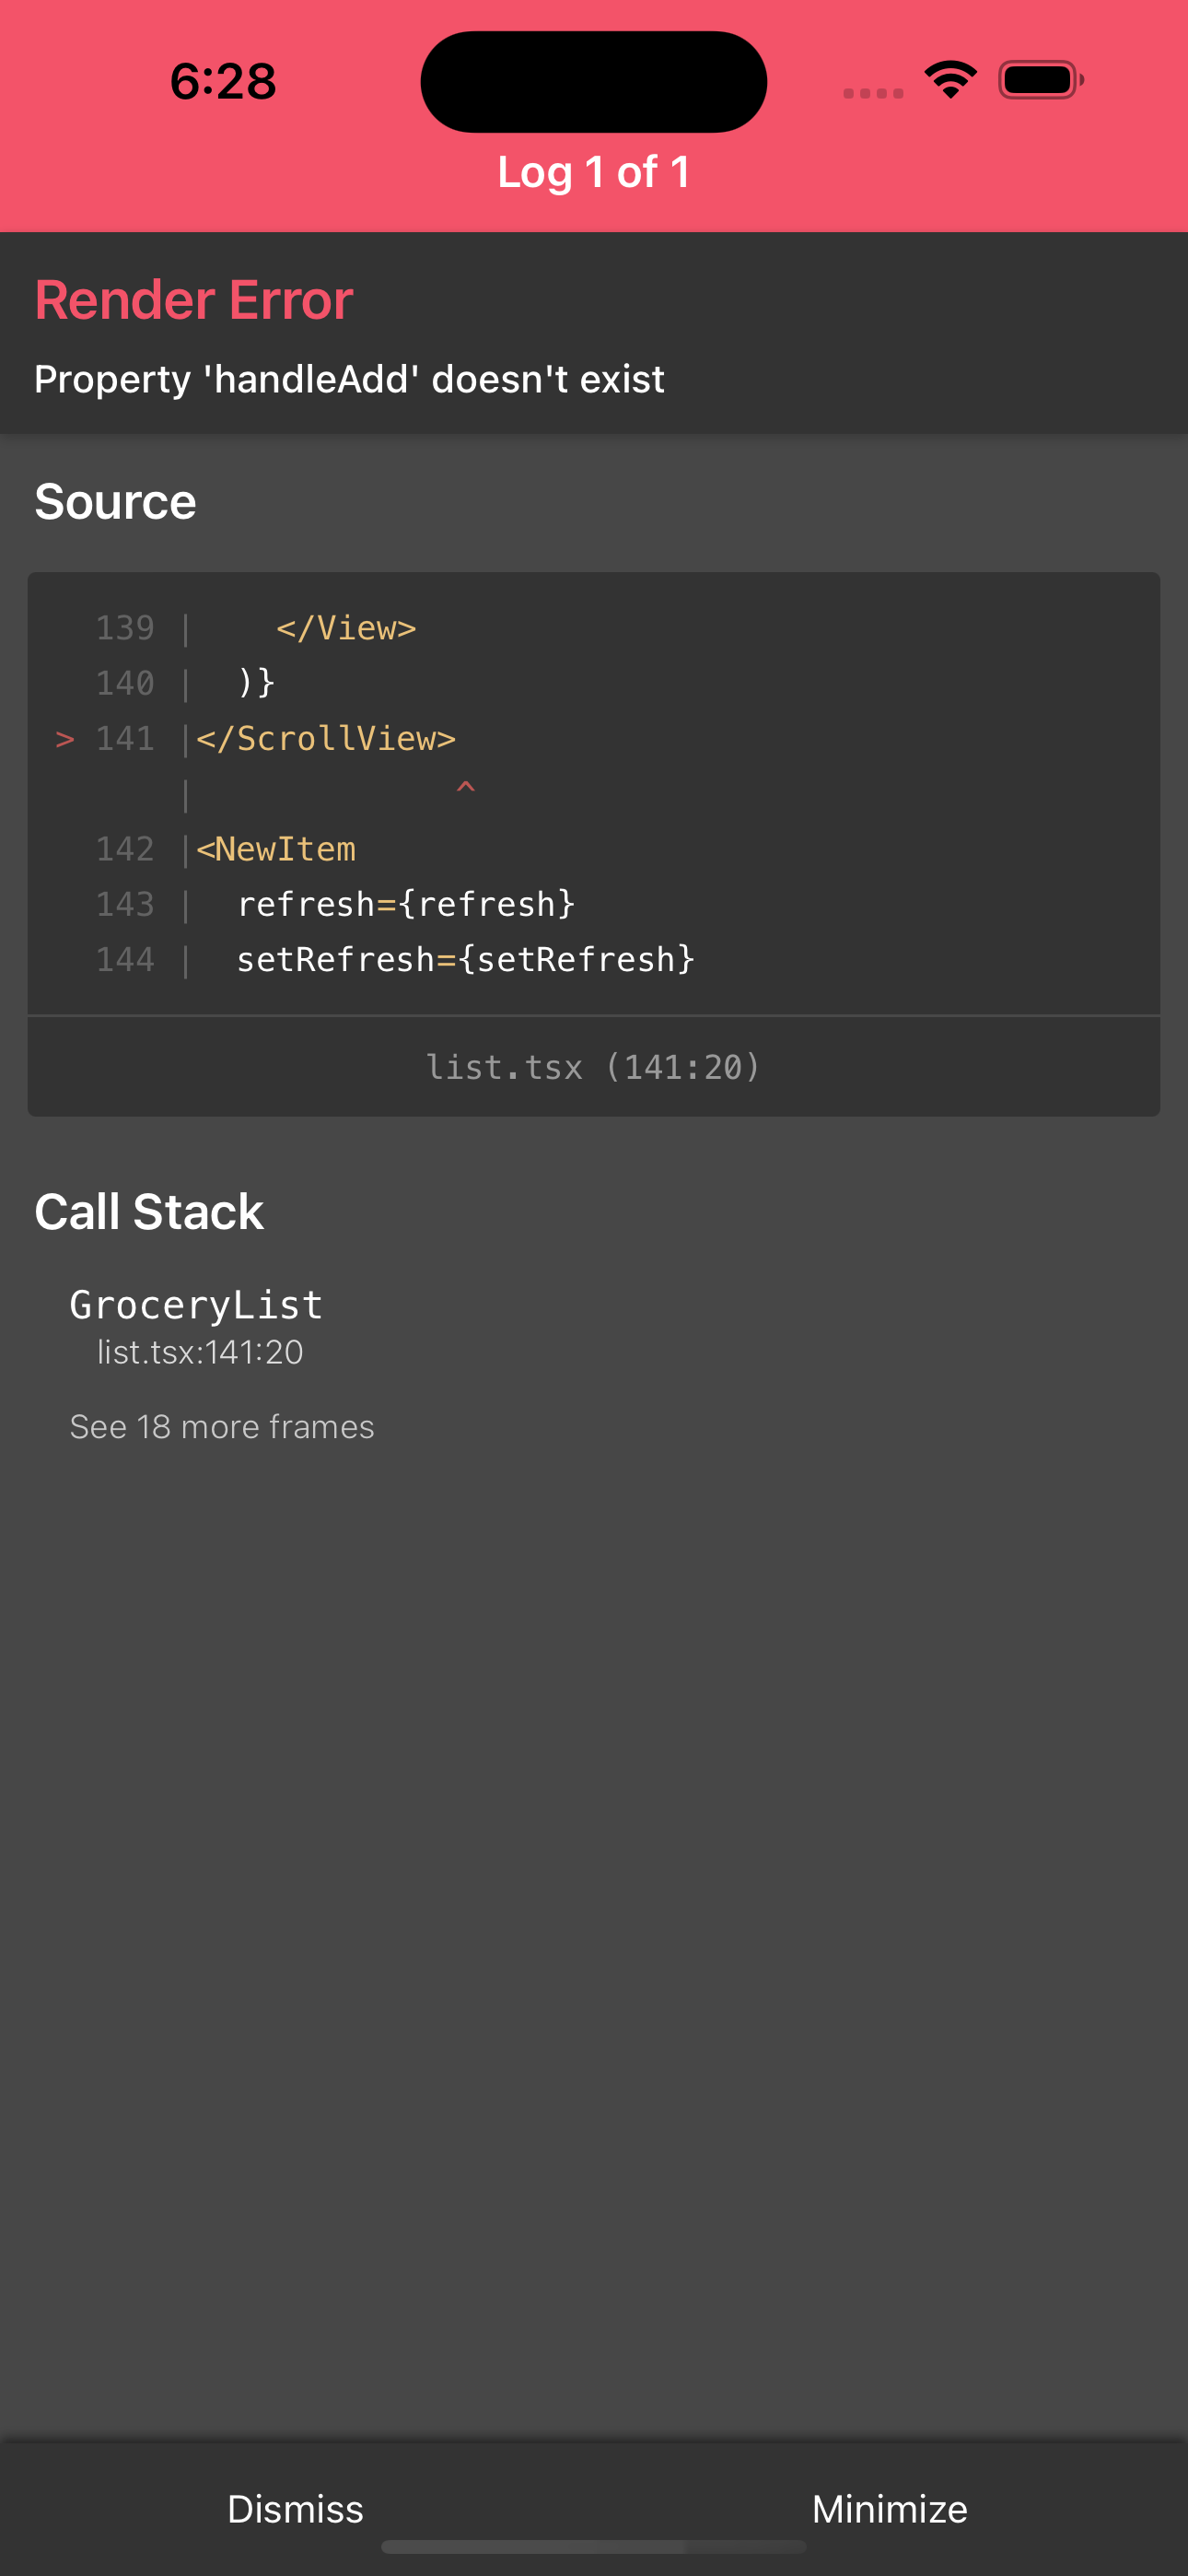 6:28
Log 1 of 1
Render Error
Property 'handleAdd' doesn't exist
Source
139 |    </View>
140 |  )}
> 141 |</ScrollView>
|             ^
142 |<NewItem
143 |  refresh={refresh}
144 |  setRefresh={setRefresh}
list.tsx (141:20)
Call Stack
GroceryList
list.tsx:141:20
See 18 more frames
Dismiss
Minimize